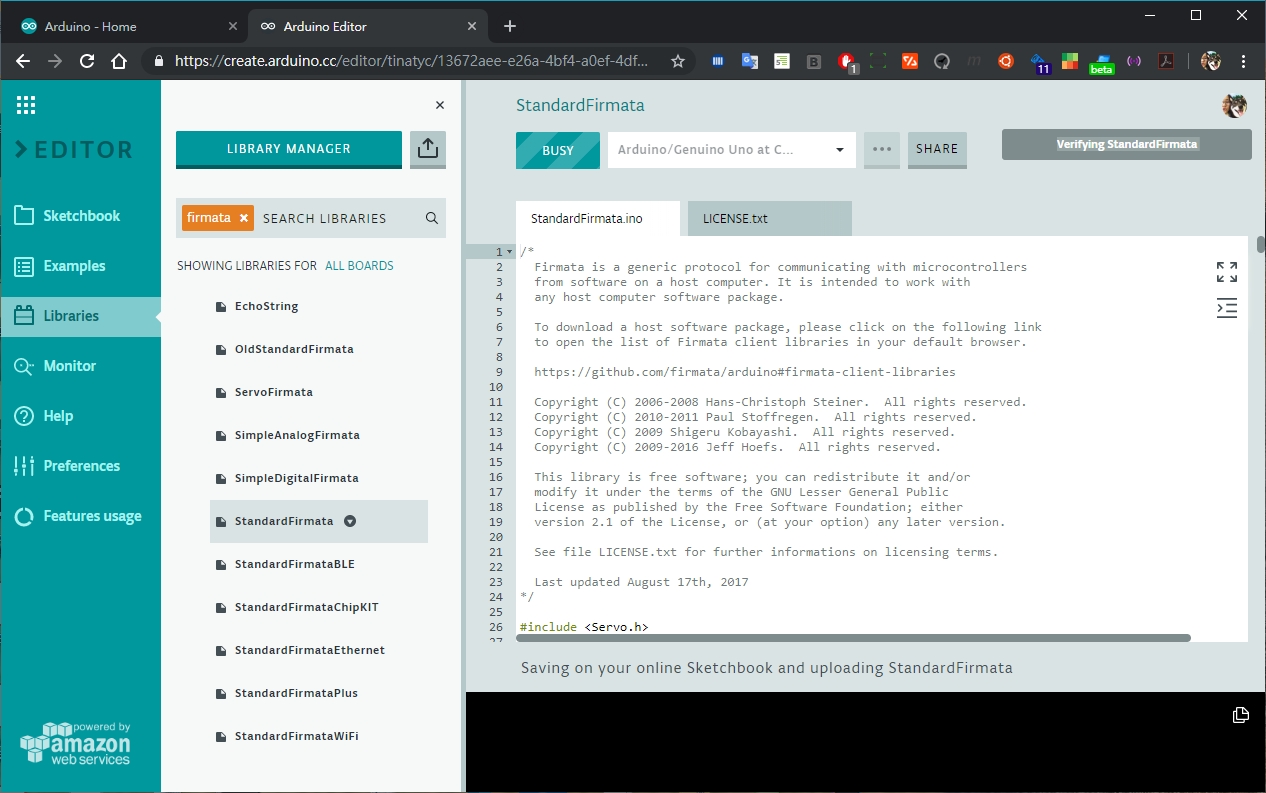 Arduino - Home
Arduino Editor
https://create.arduino.cc/editor/tinatyc/13672aee-e26a-4bf4-a0ef-4df...
1
11
beta
EDITOR
Sketchbook
Examples
Libraries
Monitor
Help
Preferences
Features usage
powered by
amazon
web services
LIBRARY MANAGER
firmata
SEARCH LIBRARIES
SHOWING LIBRARIES FOR ALL BOARDS
EchoString
OldStandardFirmata
ServoFirmata
SimpleAnalogFirmata
SimpleDigitalFirmata
StandardFirmata
StandardFirmataBLE
StandardFirmataChipKIT
StandardFirmataEthernet
StandardFirmataPlus
StandardFirmataWiFi
StandardFirmata
BUSY
Arduino/Genuino Uno at C...
SHARE
Verifying StandardFirmata
StandardFirmata.ino
LICENSE.txt
1 /*
2 Firmata is a generic protocol for communicating with microcontrollers
3 from software on a host computer. It is intended to work with
4 any host computer software package.
5
6 To download a host software package, please click on the following link
7 to open the list of Firmata client libraries in your default browser.
8
9 https://github.com/firmata/arduino#firmata-client-libraries
10
11 Copyright (C) 2006-2008 Hans-Christoph Steiner.  All rights reserved.
12 Copyright (C) 2010-2011 Paul Stoffregen.  All rights reserved.
13 Copyright (C) 2009 Shigeru Kobayashi.  All rights reserved.
14 Copyright (C) 2009-2016 Jeff Hoefs.  All rights reserved.
15
16 This library is free software; you can redistribute it and/or
17 modify it under the terms of the GNU Lesser General Public
18 License as published by the Free Software Foundation; either
19 version 2.1 of the License, or (at your option) any later version.
20
21 See file LICENSE.txt for further informations on licensing terms.
22
23 Last updated August 17th, 2017
24 */
25
26 #include <Servo.h>
27
Saving on your online Sketchbook and uploading StandardFirmata